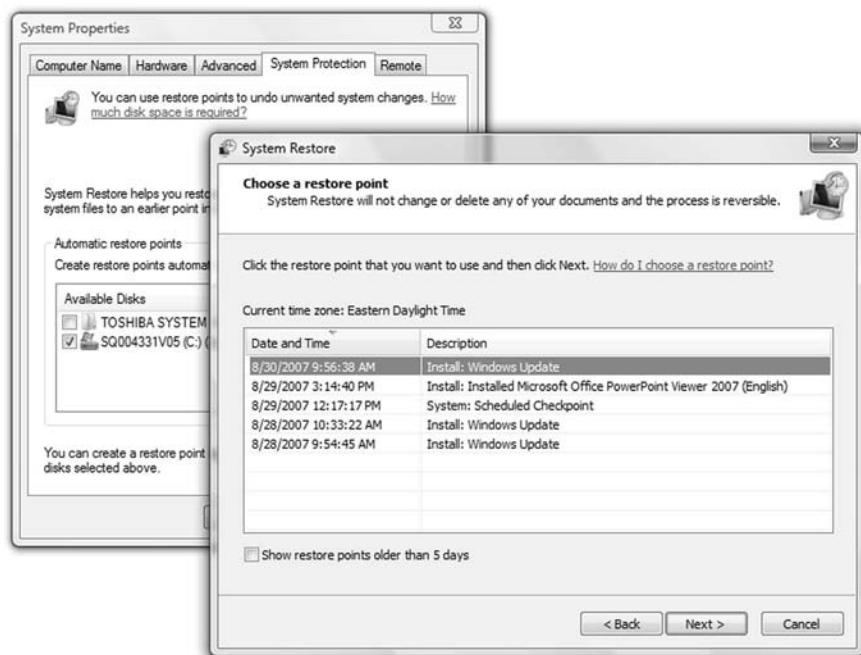 System Properties
Computer Name Hardware Advanced System Protection Remote
You can use restore points to undo unwanted system changes. How
much disk space is required?
System Restore helps you
system files to an earlier point
Automatic restore points
Create restore points
Available Disks
TOSHIBA SYSTEM
SQ004331V05 (C:) (
You can create a restore point
disks selected above.
System Restore
Choose a restore point
System Restore will not change or delete any of your documents and the process is reversible.
Click the restore point that you want to use and then click Next. How do I choose a restore point?
Current time zone: Eastern Daylight Time
Date and Time Description
8/30/2007 9:56:38 AM Install: Windows Update
8/29/2007 3:14:40 PM Install: Installed Microsoft Office PowerPoint Viewer 2007 (English)
8/29/2007 12:17:17 PM System: Scheduled Checkpoint
8/28/2007 10:33:22 AM Install: Windows Update
8/28/2007 9:54:45 AM Install: Windows Update
Show restore points older than 5 days
< Back Next > Cancel